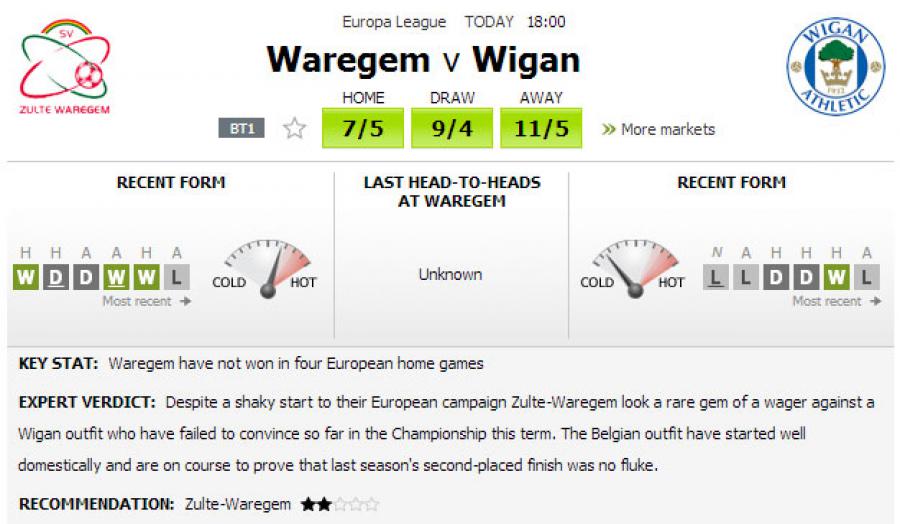 Europa League TODAY 18:00
SV
ZULTE WAREGEM
Waregem v Wigan
WIGAN
1932
ATHLETIC
HOME DRAW AWAY
BT1 7/5 9/4 11/5 » More markets
RECENT FORM
H H A A H A
W D D W W L
Most recent →
COLD HOT
LAST HEAD-TO-HEADS
AT WAREGEM
Unknown
RECENT FORM
COLD HOT
N A H H H A
L L D D W L
Most recent →
KEY STAT: Waregem have not won in four European home games
EXPERT VERDICT: Despite a shaky start to their European campaign Zulte-Waregem look a rare gem of a wager against a
Wigan outfit who have failed to convince so far in the Championship this term. The Belgian outfit have started well
domestically and are on course to prove that last season's second-placed finish was no fluke.
RECOMMENDATION: Zulte-Waregem ★★☆☆☆